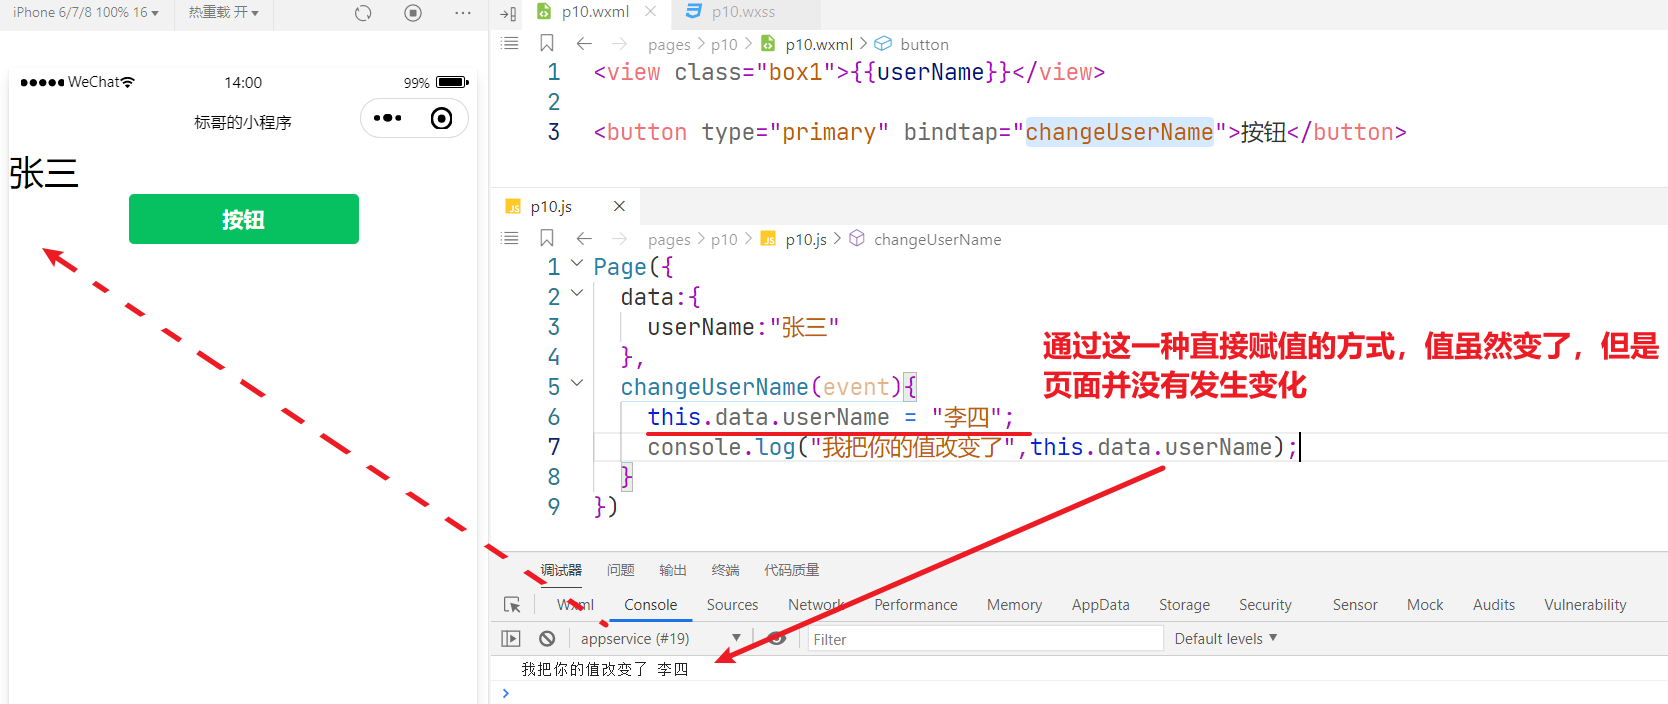 iPhone 6/7/8 100% 16
热重载 开
WeChat
14:00
99%
标哥的小程序
张三
按钮
p10.wxml
p10.wxss
pages > p10 > p10.wxml > button
1 <view class="box1">{{userName}}</view>
2
3 <button type="primary" bindtap="changeUserName">按钮</button>
JS p10.js
pages > p10 > JS p10.js > changeUserName
1 Page({
2 data:{
3 userName:"张三"
4 },
5 changeUserName(event){
6 this.data.userName = "李四";
7 console.log("我把你的值改变了",this.data.userName);
8 }
9 })
通过这一种直接赋值的方式，值虽然变了，但是
页面并没有发生变化
调试器 问题 输出 终端 代码质量
Wxml Console Sources Network Performance Memory AppData Storage Security Sensor Mock Audits Vulnerability
appservice (#19) Filter Default levels
我把你的值改变了 李四